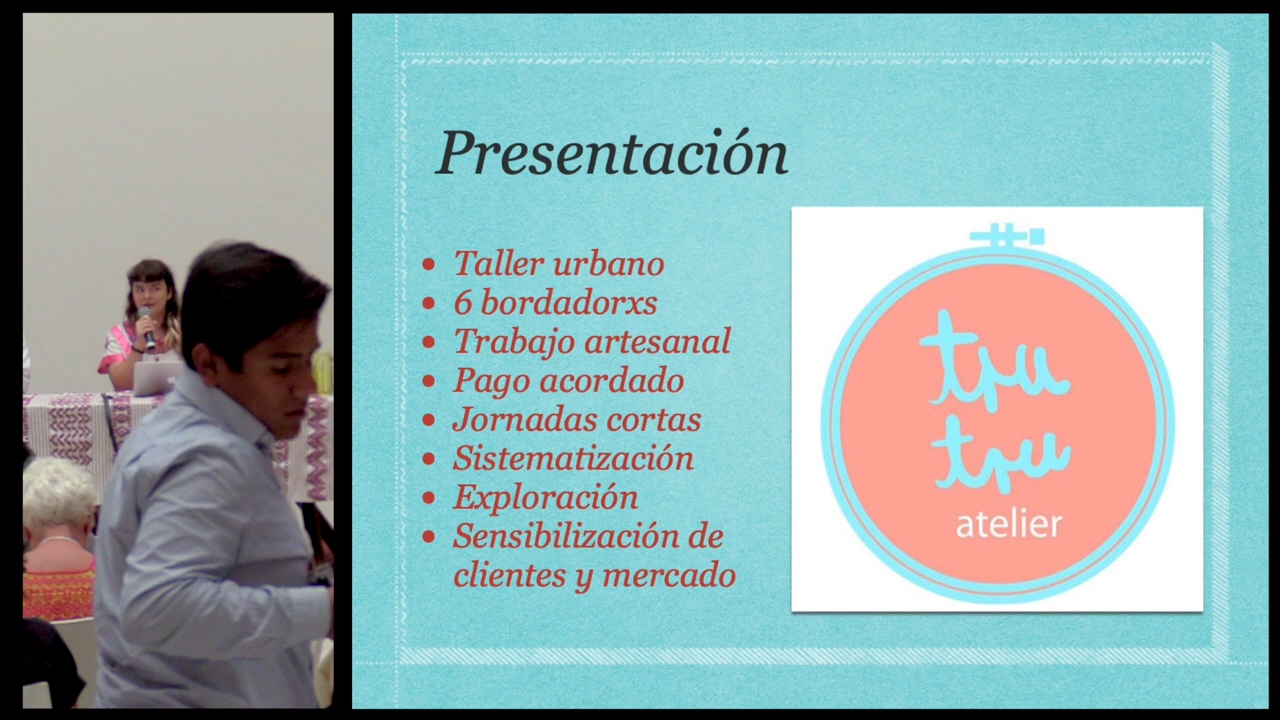 Presentación
• Taller urbano
• 6 bordadorxs
• Trabajo artesanal
• Pago acordado
• Jornadas cortas
• Sistematización
• Exploración
• Sensibilización de
clientes y mercado
tru
tru
atelier